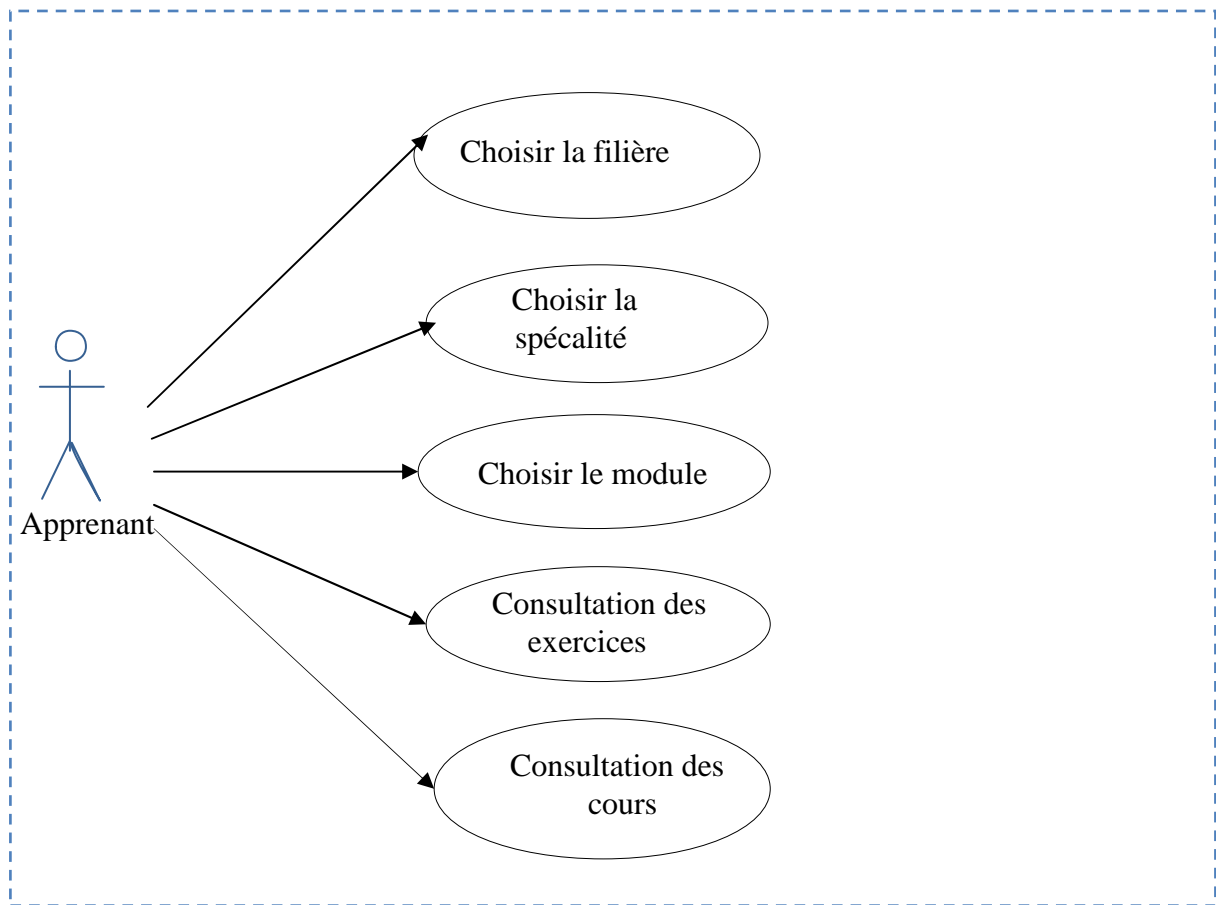 Choisir la filière
Choisir la
spécalité
Choisir le module
Apprenant
Consultation des
exercices
Consultation des
cours